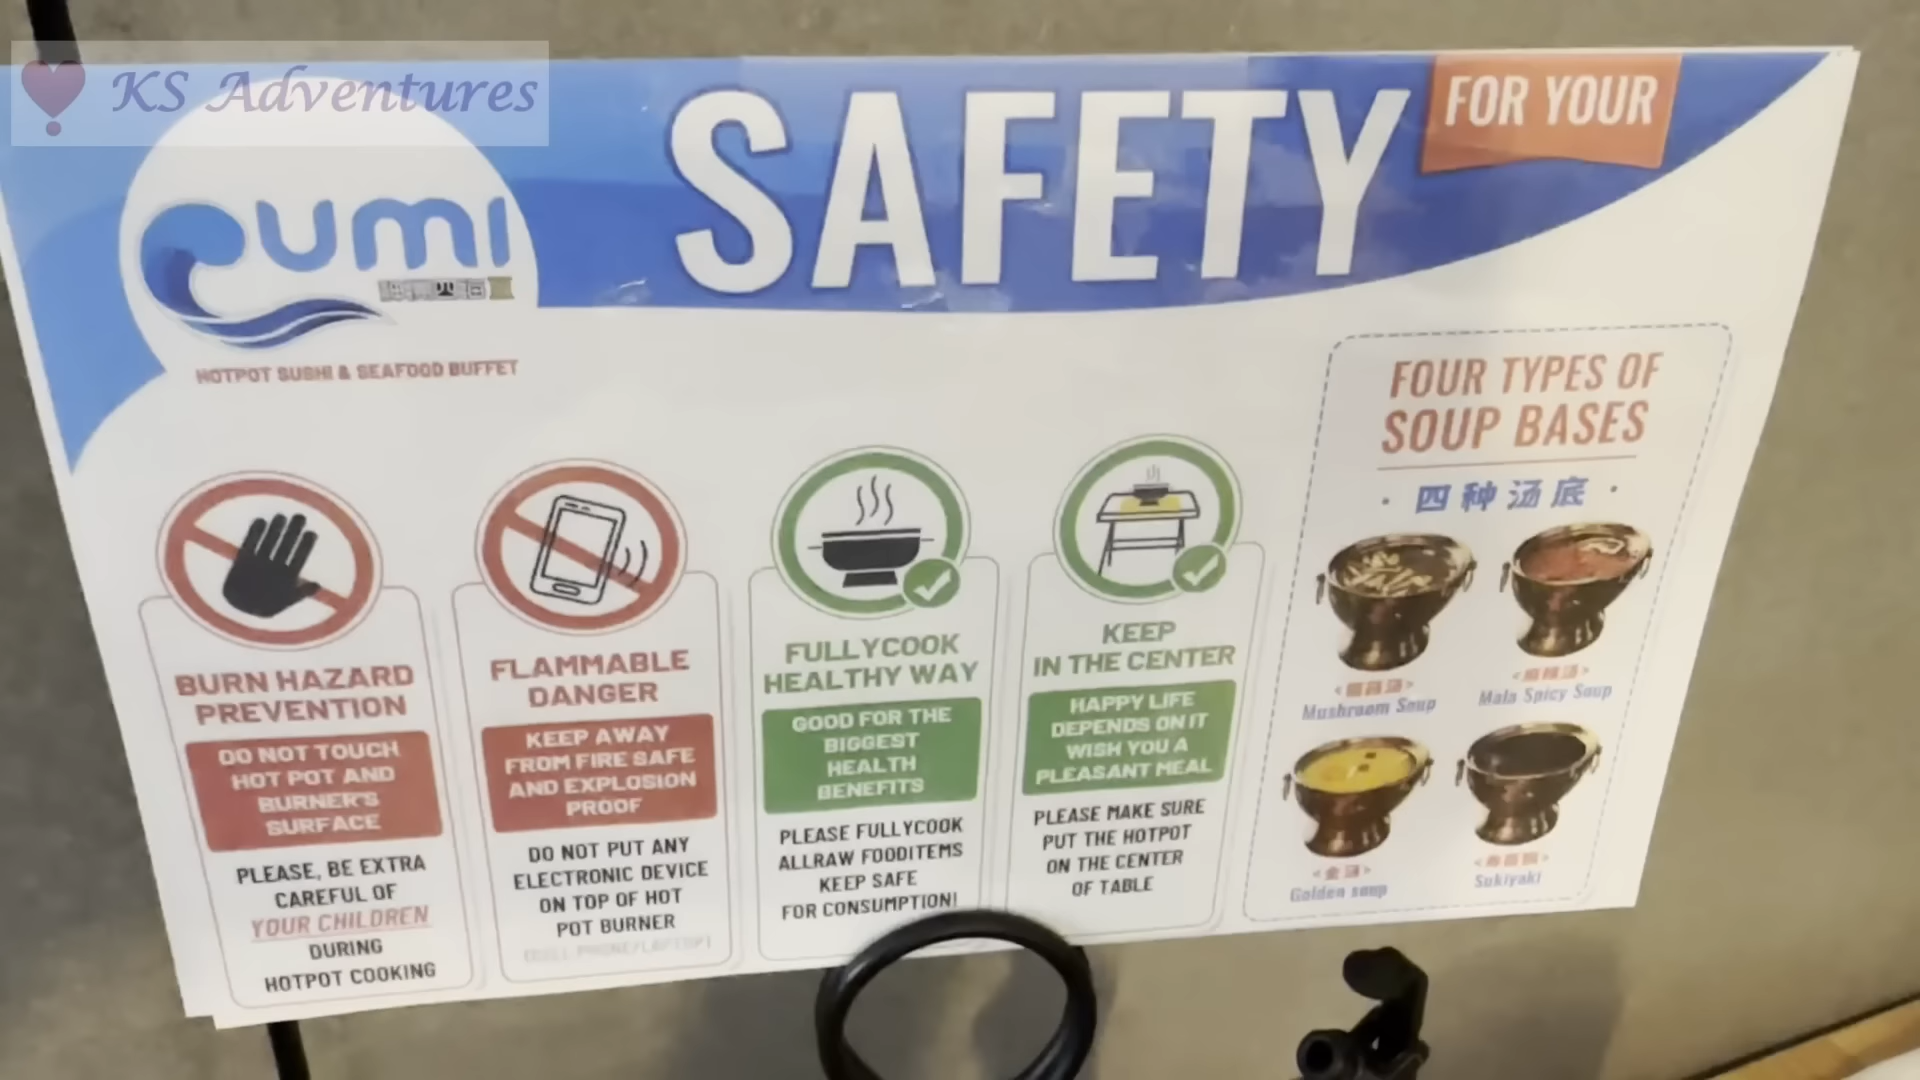 KS Adventures
FOR YOUR
SAFETY
umi
HOTPOT SUSHI & SEAFOOD BUFFET
BURN HAZARD
PREVENTION
DO NOT TOUCH
HOT POT AND
BURNER'S
SURFACE
PLEASE, BE EXTRA
CAREFUL OF
YOUR CHILDREN
DURING
HOTPOT COOKING
FLAMMABLE
DANGER
KEEP AWAY
FROM FIRE SAFE
AND EXPLOSION
PROOF
DO NOT PUT ANY
ELECTRONIC DEVICE
ON TOP OF HOT
POT BURNER
FULLYCOOK
HEALTHY WAY
GOOD FOR THE
BIGGEST
HEALTH
BENEFITS
PLEASE FULLYCOOK
ALLRAW FOODITEMS
KEEP SAFE
FOR CONSUMPTION!
KEEP
IN THE CENTER
HAPPY LIFE
DEPENDS ON IT
WISH YOU A
PLEASANT MEAL
PLEASE MAKE SURE
PUT THE HOTPOT
ON THE CENTER
OF TABLE
FOUR TYPES OF
SOUP BASES
· 四种汤底 ·
Mushroom Soup
Mala Spicy Soup
<金汤>
Golden soup
Sukiyaki